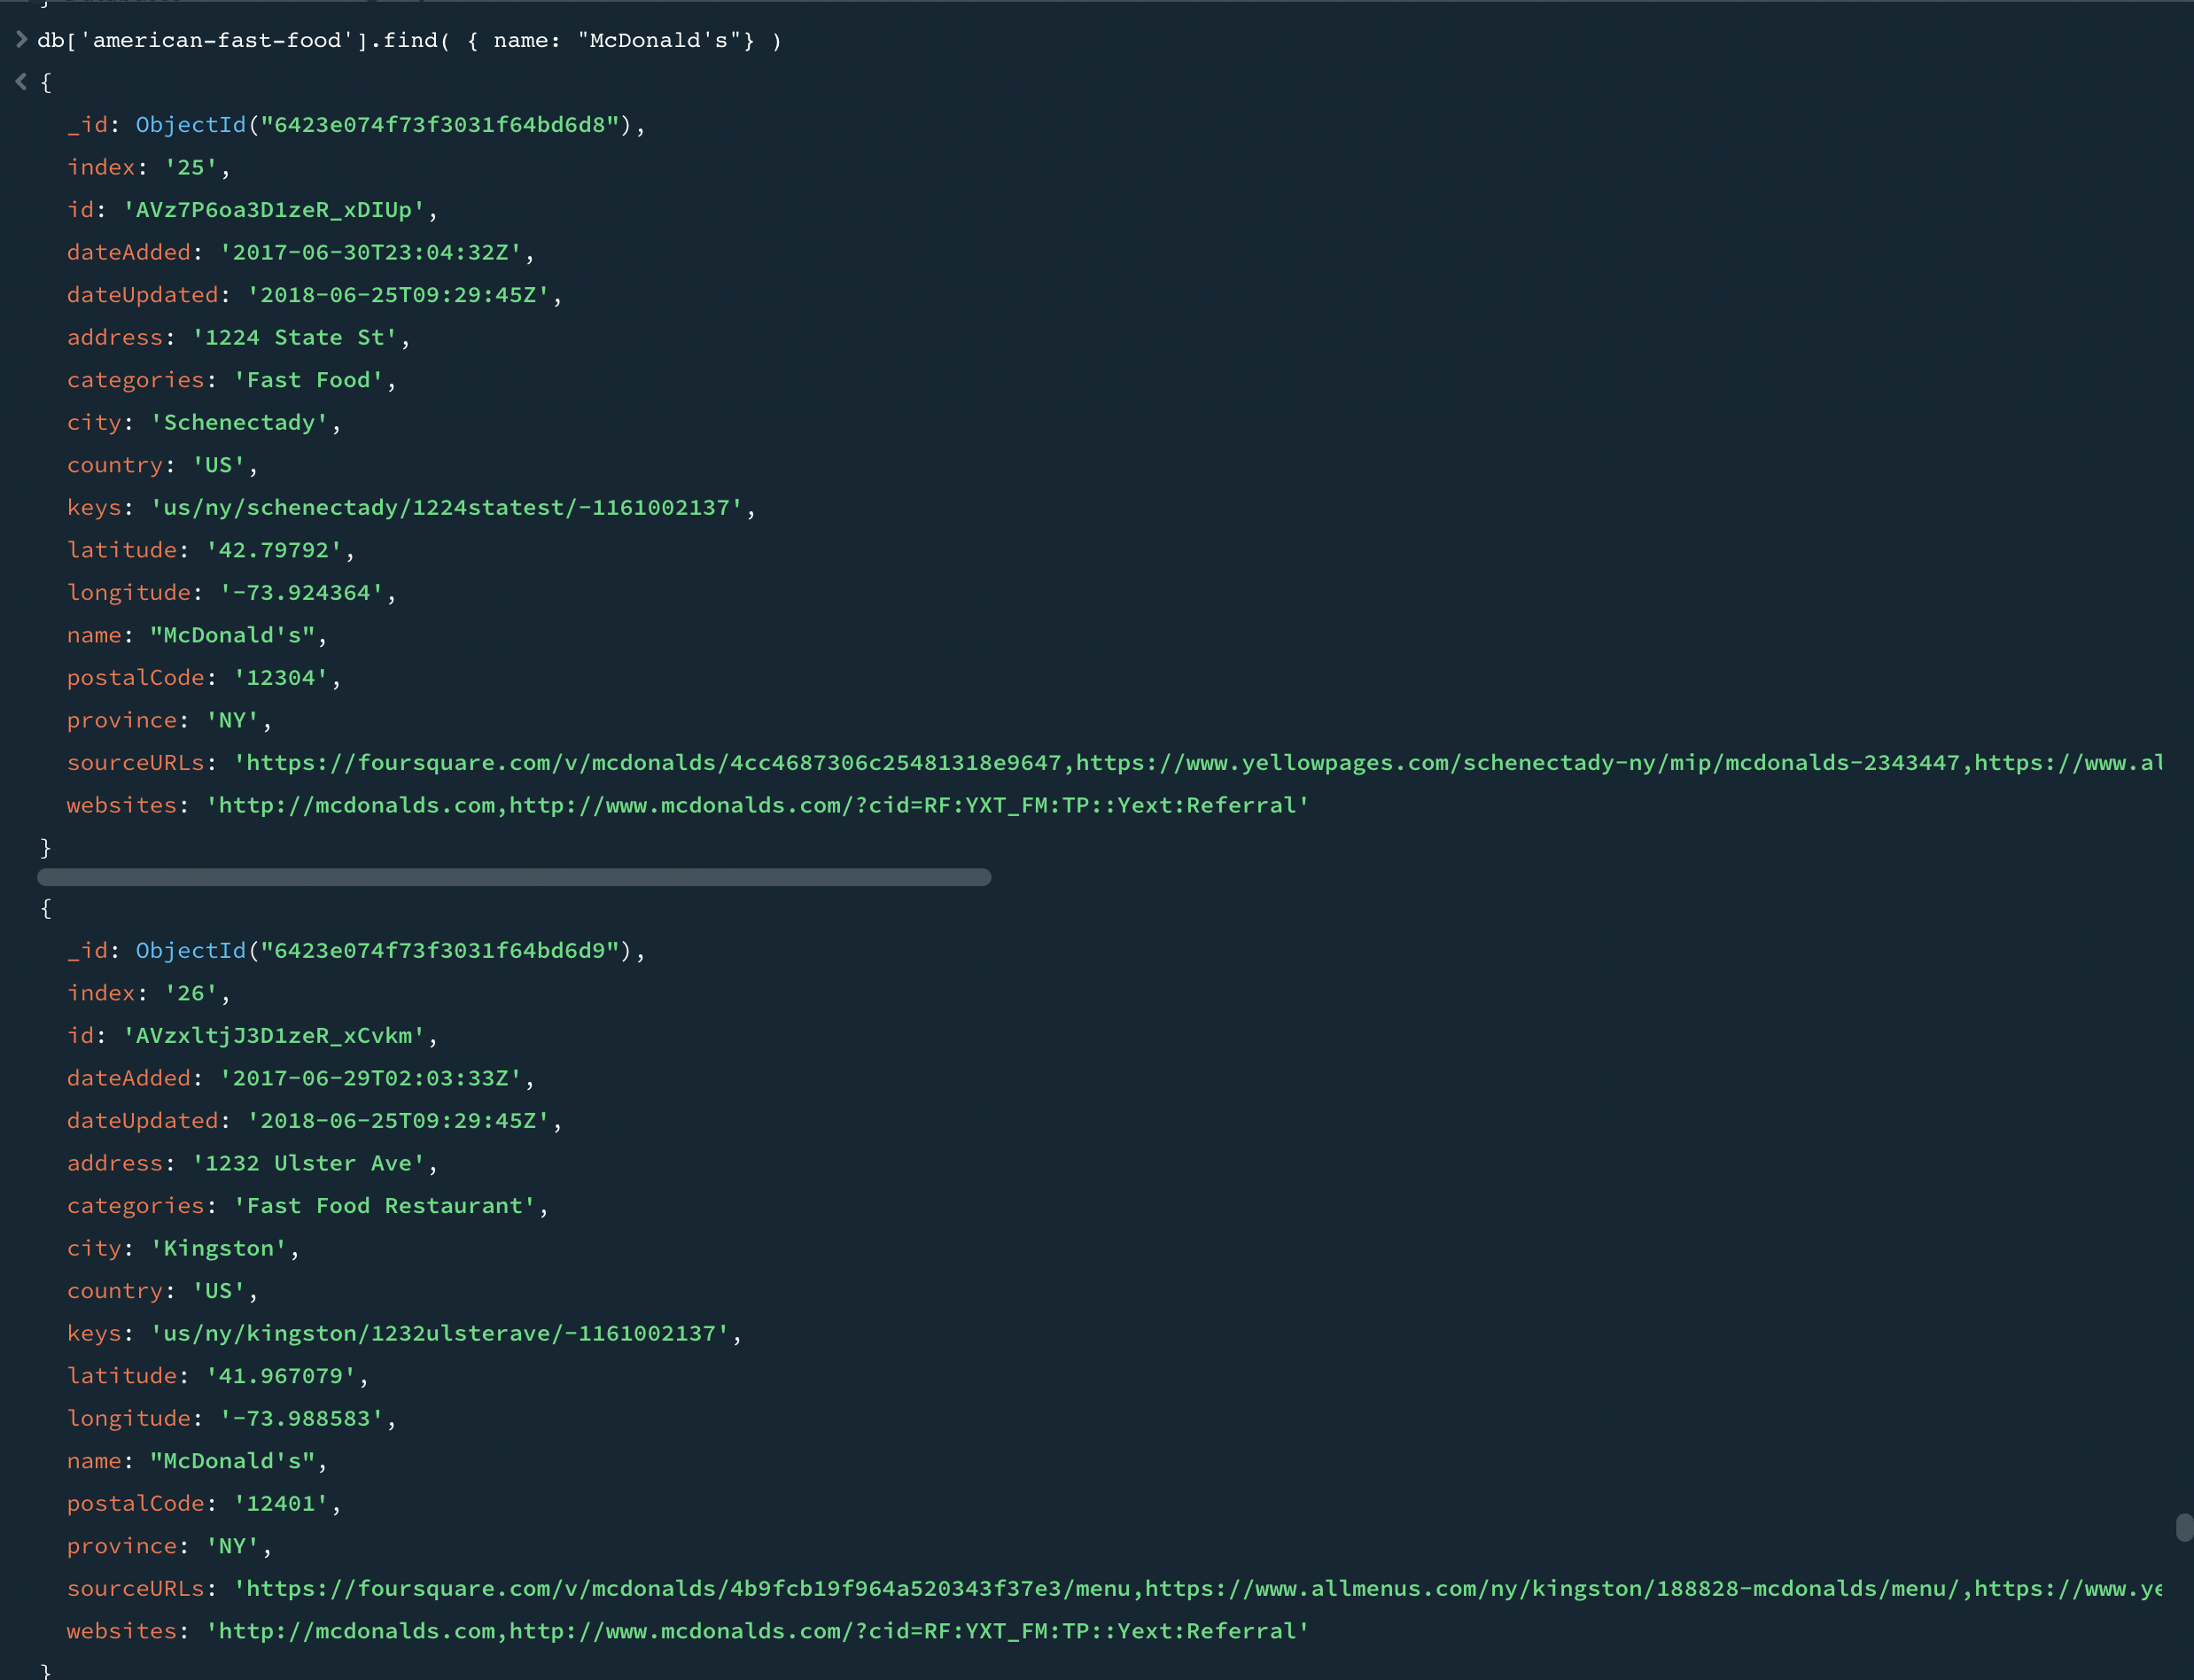 db['american-fast-food'].find( { name: "McDonald's"} )
{
_id: ObjectId("6423e074f73f3031f64bd6d8"),
index: '25',
id: 'AVz7P6oa3D1zeR_xDIUp',
dateAdded: '2017-06-30T23:04:32Z',
dateUpdated: '2018-06-25T09:29:45Z',
address: '1224 State St',
categories: 'Fast Food',
city: 'Schenectady',
country: 'US',
keys: 'us/ny/schenectady/1224statest/-1161002137',
latitude: '42.79792',
longitude: '-73.924364',
name: "McDonald's",
postalCode: '12304',
province: 'NY',
sourceURLs: 'https://foursquare.com/v/mcdonalds/4cc4687306c25481318e9647,https://www.yellowpages.com/schenectady-ny/mip/mcdonalds-2343447,https://www.al
websites: 'http://mcdonalds.com,http://www.mcdonalds.com/?cid=RF:YXT_FM:TP::Yext:Referral'
}
{
_id: ObjectId("6423e074f73f3031f64bd6d9"),
index: '26',
id: 'AVzxltjJ3D1zeR_xCvkm',
dateAdded: '2017-06-29T02:03:33Z',
dateUpdated: '2018-06-25T09:29:45Z',
address: '1232 Ulster Ave',
categories: 'Fast Food Restaurant',
city: 'Kingston',
country: 'US',
keys: 'us/ny/kingston/1232ulsterave/-1161002137',
latitude: '41.967079',
longitude: '-73.988583',
name: "McDonald's",
postalCode: '12401',
province: 'NY',
sourceURLs: 'https://foursquare.com/v/mcdonalds/4b9fcb19f964a520343f37e3/menu,https://www.allmenus.com/ny/kingston/188828-mcdonalds/menu/,https://www.ye
websites: 'http://mcdonalds.com,http://www.mcdonalds.com/?cid=RF:YXT_FM:TP::Yext:Referral'
}